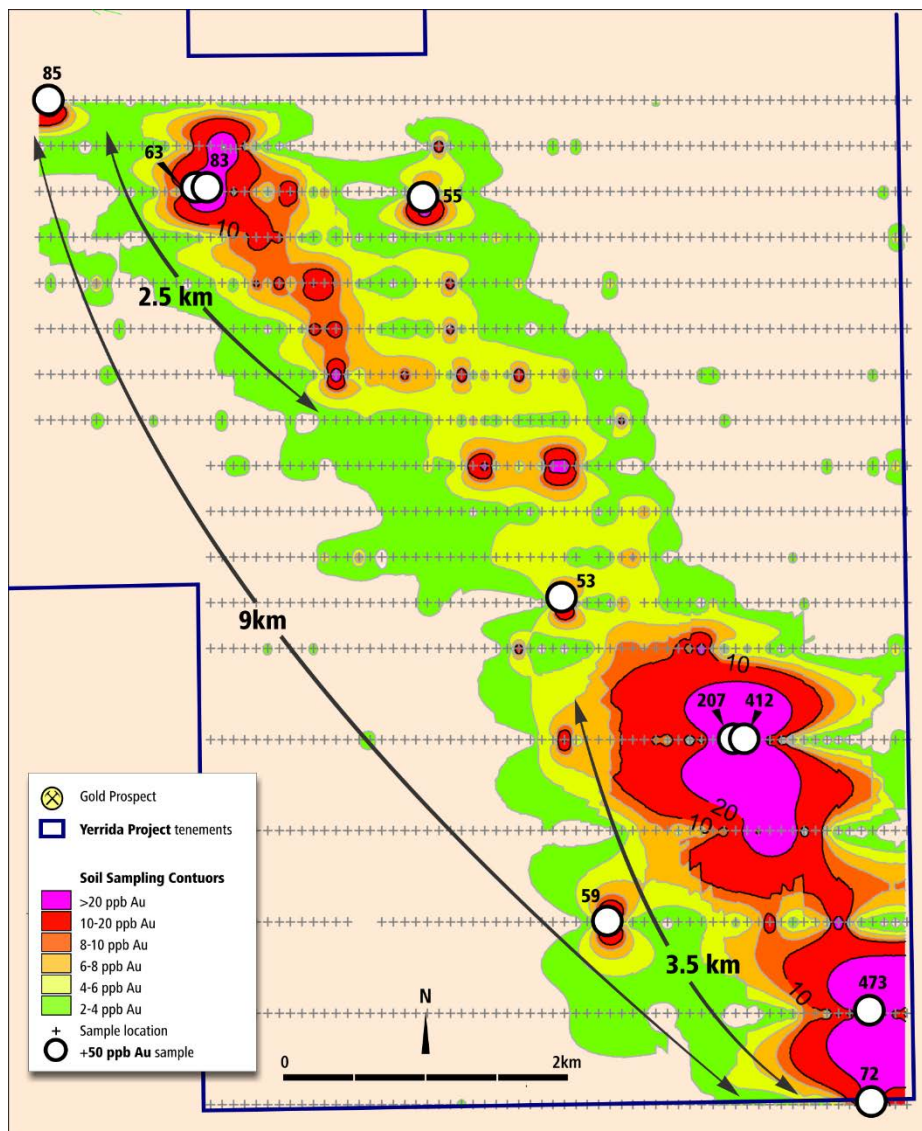 85
63
83
55
10
2.5 km
53
9km
10
207
412
20
10
59
3.5 km
10
473
72
Gold Prospect
Yerrida Project tenements
Soil Sampling Contuors
>20 ppb Au
10-20 ppb Au
8-10 ppb Au
6-8 ppb Au
4-6 ppb Au
2-4 ppb Au
Sample location
+50 ppb Au sample
N
0
2km